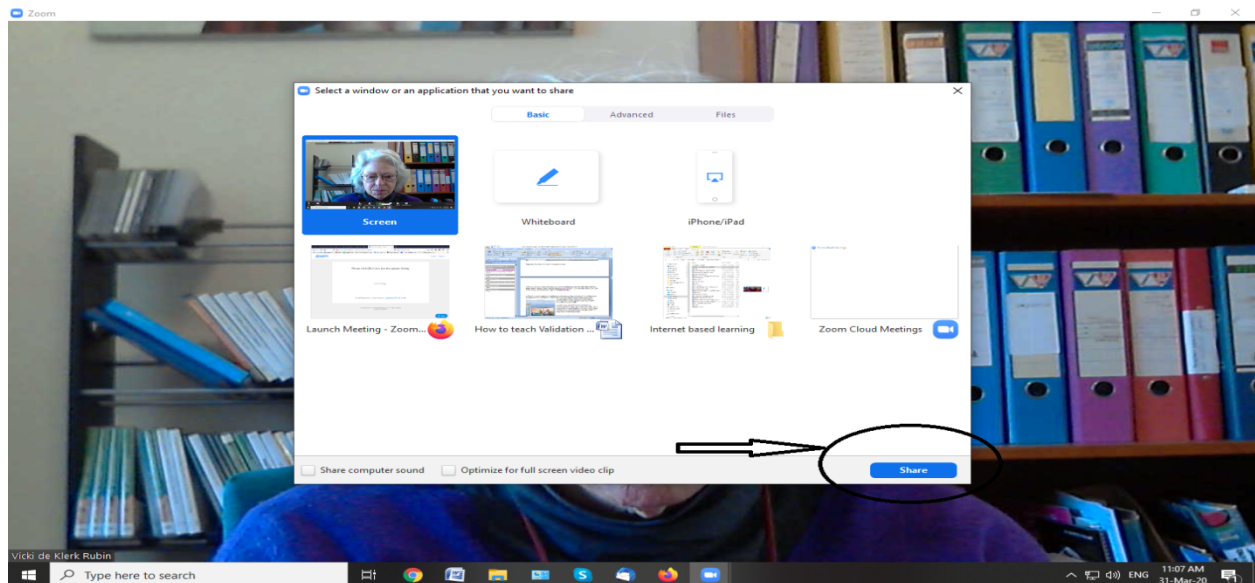 Zoom
Select a window or an application that you want to share
Basic Advanced Files
Screen Whiteboard iPhone/iPad
Launch Meeting - Zoom... How to teach Validation ... Internet based learning Zoom Cloud Meetings
Share computer sound Optimize for full screen video clip Share
Vicki de Klerk Rubin
Type here to search
ENG
11:07 AM
31-Mar-20